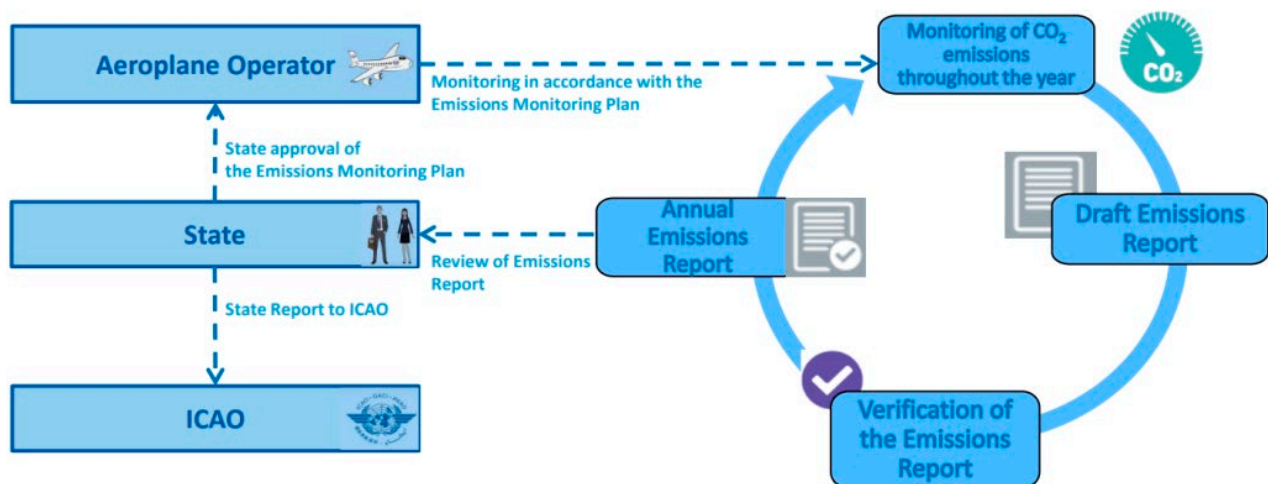 Aeroplane Operator
Monitoring in accordance with the
Emissions Monitoring Plan
Monitoring of CO₂
emissions
throughout the year
CO₂
State approval of
the Emissions Monitoring Plan
State
Review of Emissions
Report
Annual
Emissions
Report
Draft Emissions
Report
State Report to ICAO
ICAO
Verification of
the Emissions
Report